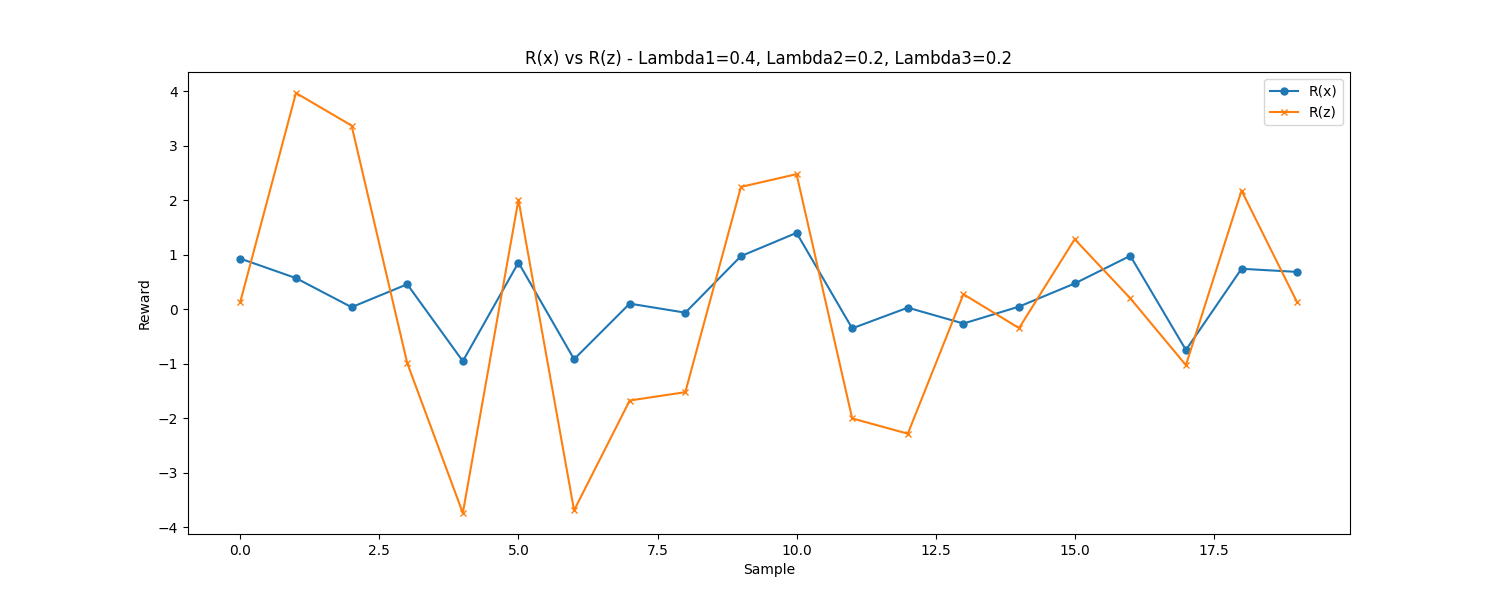 R(x) vs R(z) - Lambda1=0.4, Lambda2=0.2, Lambda3=0.2
R(x)
R(z)
Reward
4
3
2
1
0
−1
−2
−3
−4
0.0 2.5 5.0 7.5 10.0 12.5 15.0 17.5
Sample